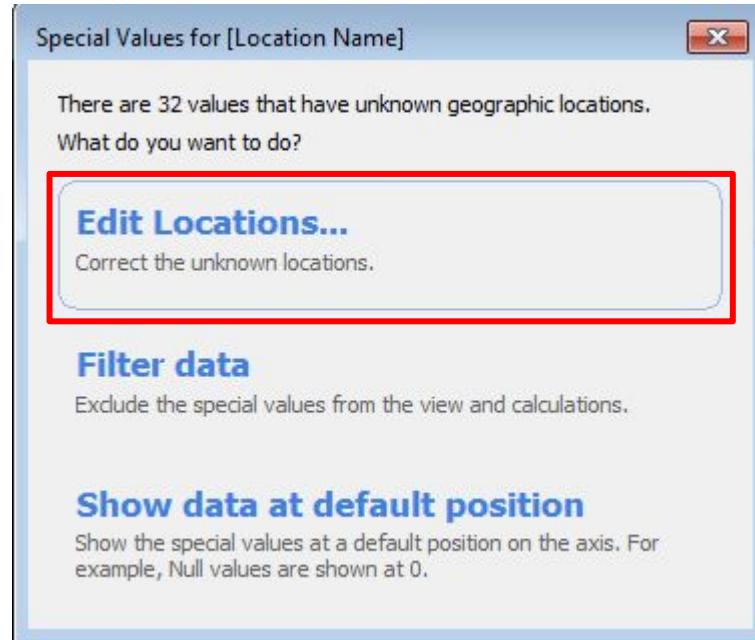 Special Values for [Location Name]
There are 32 values that have unknown geographic locations.
What do you want to do?
Edit Locations...
Correct the unknown locations.
Filter data
Exclude the special values from the view and calculations.
Show data at default position
Show the special values at a default position on the axis. For
example, Null values are shown at 0.